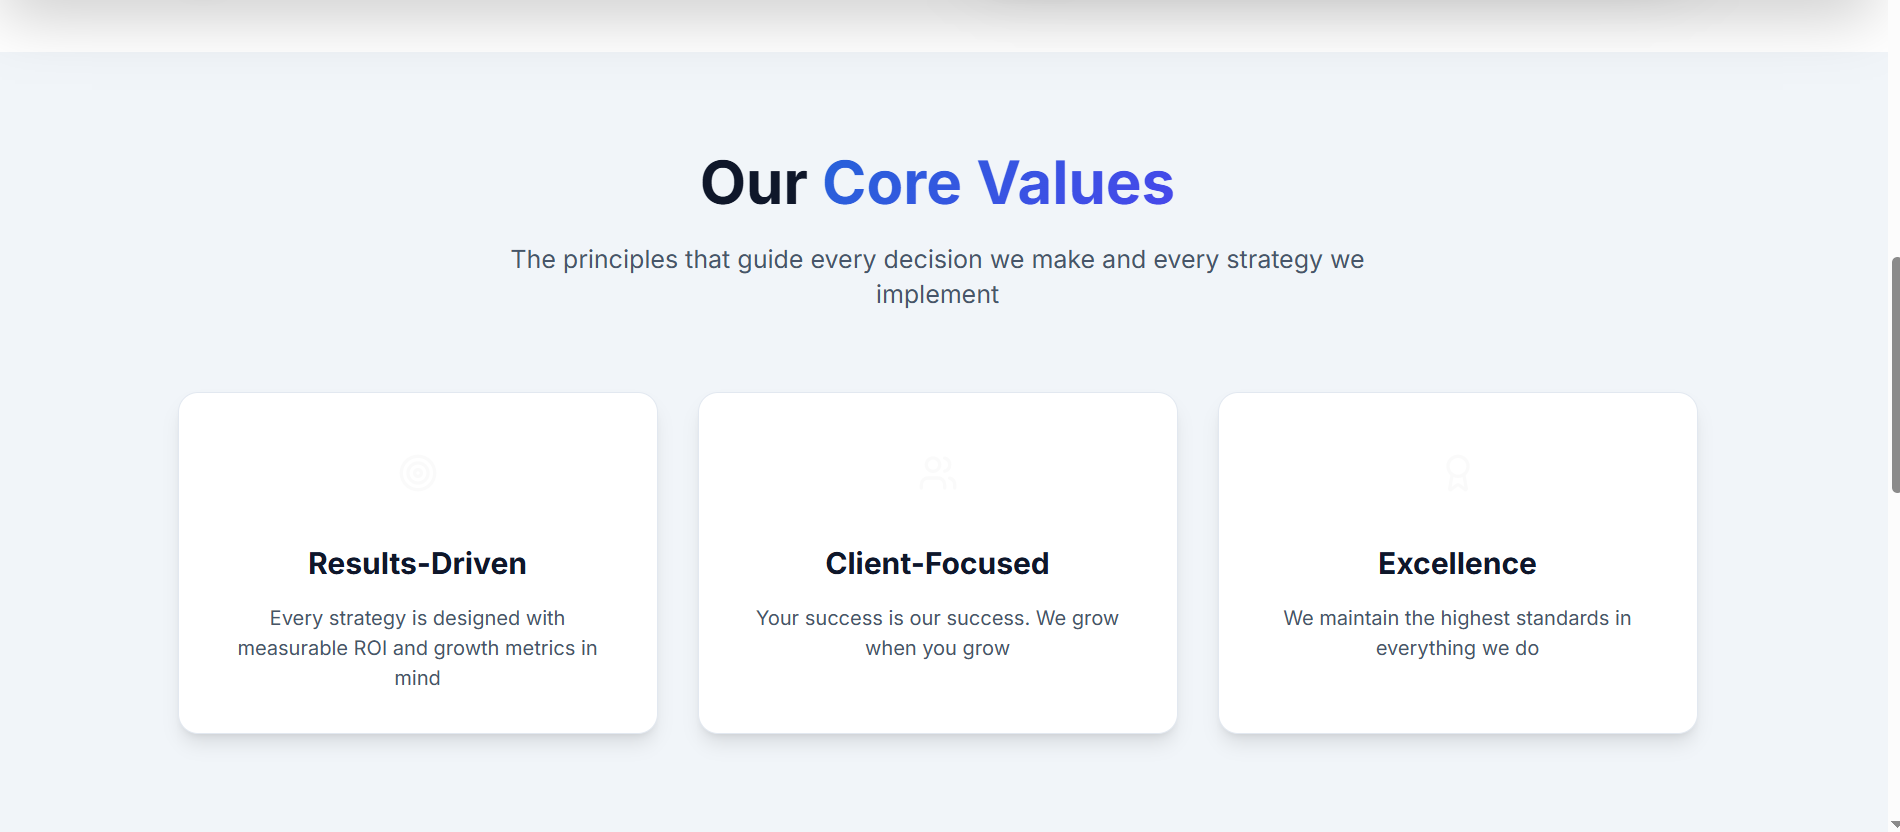 Our Core Values
The principles that guide every decision we make and every strategy we
implement
Results-Driven
Every strategy is designed with
measurable ROI and growth metrics in
mind
Client-Focused
Your success is our success. We grow
when you grow
Excellence
We maintain the highest standards in
everything we do